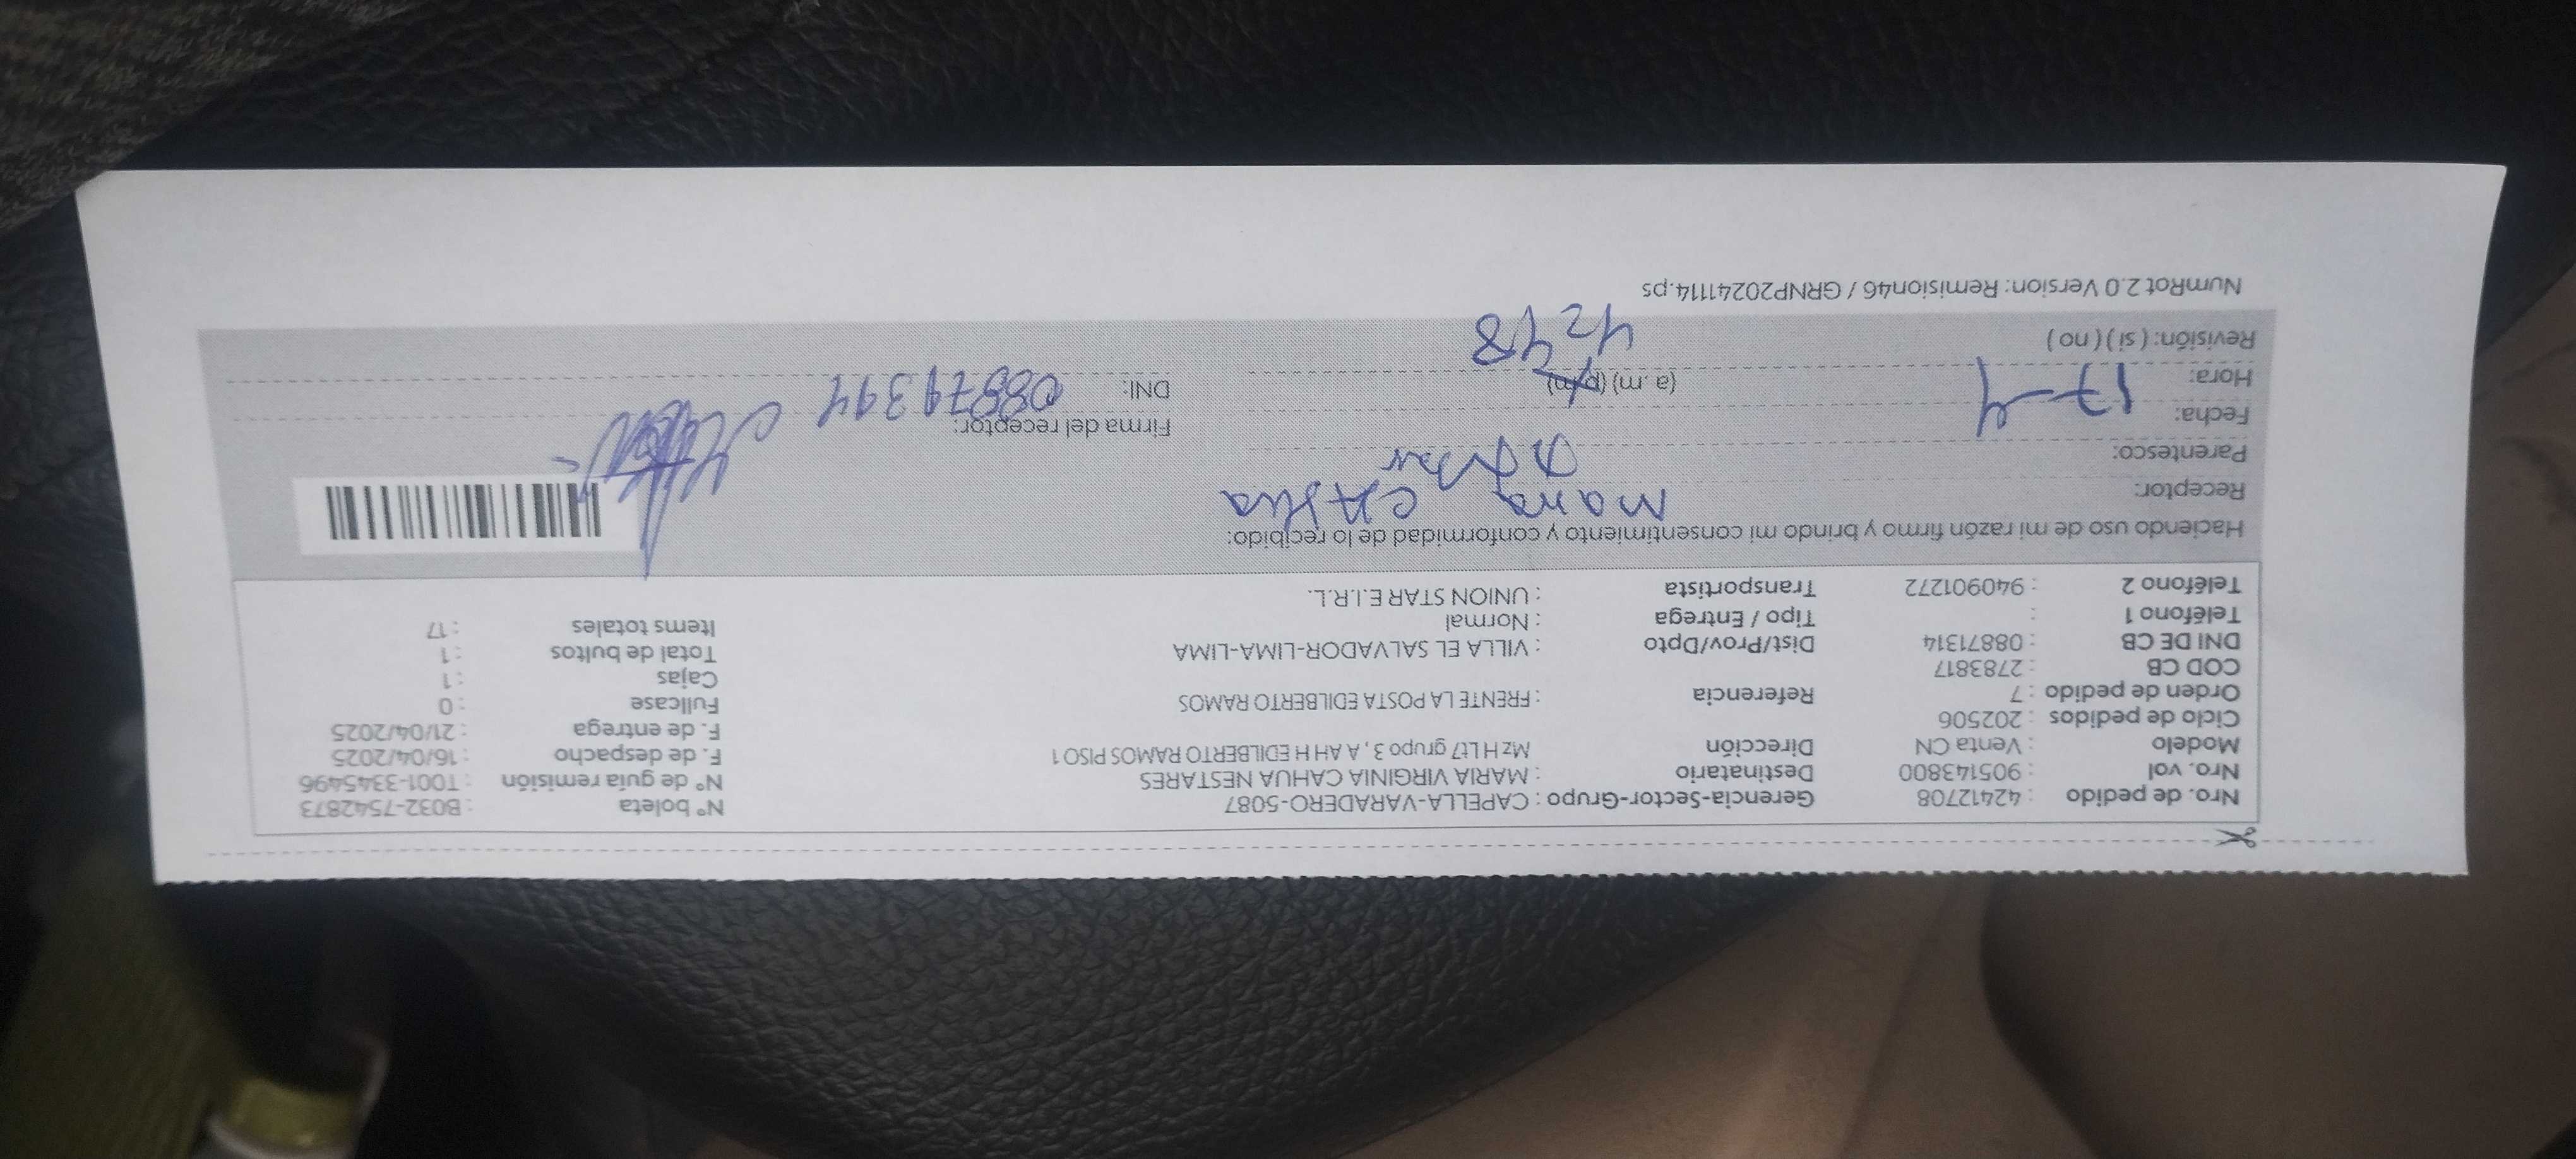 Nro. de pedido : 42412708 Gerencia-Sector-Grupo : CAPELLA-VARADERO-5087 N° boleta : B032-7542873
Nro. vol : 905143800 Destinatario : MARIA VIRGINIA CAHUA NESTARES N° de guía remisión : T001-3345496
Modelo : Venta CN Dirección Mz H Lt7 grupo 3, A AH H EDILBERTO RAMOS PISO 1 F. de despacho : 16/04/2025
Ciclo de pedidos : 202506 F. de entrega : 21/04/2025
Orden de pedido : 7 Referencia : FRENTE LA POSTA EDILBERTO RAMOS Fullcase : 0
COD CB : 2783817 Cajas : 1
DNI DE CB : 08871314 Dist/Prov/Dpto : VILLA EL SALVADOR-LIMA-LIMA Total de bultos : 1
Teléfono 1 : Tipo / Entrega : Normal Items totales : 17
Teléfono 2 : 940901272 Transportista : UNION STAR E.I.R.L.
Haciendo uso de mi razón firmo y brindo mi consentimiento y conformidad de lo recibido:
Receptor: Maria
Parentesco:
Fecha: 17-4 Firma del receptor:
Hora: (a. m) (p/m) DNI:
Revisión: ( si ) ( no )
NumRot 2.0 Version: Remision46 / GRNP20241114.ps